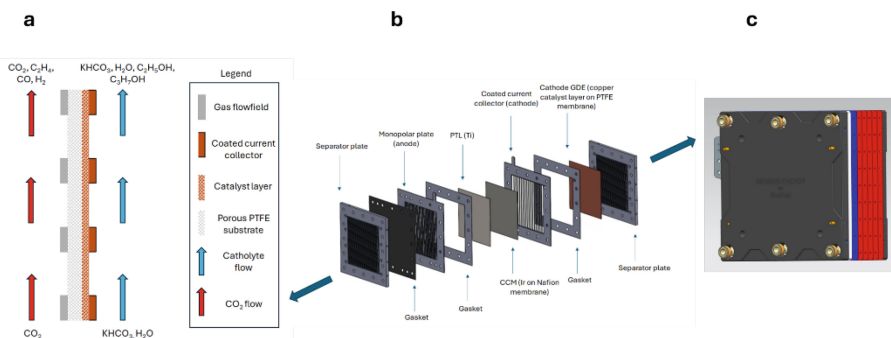 a
b
c
CO₂, C₂H₄,
CO, H₂
KHCO₃, H₂O, C₂H₅OH,
C₃H₇OH
CO₂
KHCO₃, H₂O
Legend
Gas flowfield
Coated current
collector
Catalyst layer
Porous PTFE
substrate
Catholyte
flow
CO₂ flow
Separator plate
Monopolar plate
(anode)
PTL (Ti)
Coated current
collector (cathode)
Cathode GDE (copper
catalyst layer on PTFE
membrane)
Gasket
Gasket
CCM (Ir on Nafion
membrane)
Gasket
Separator plate